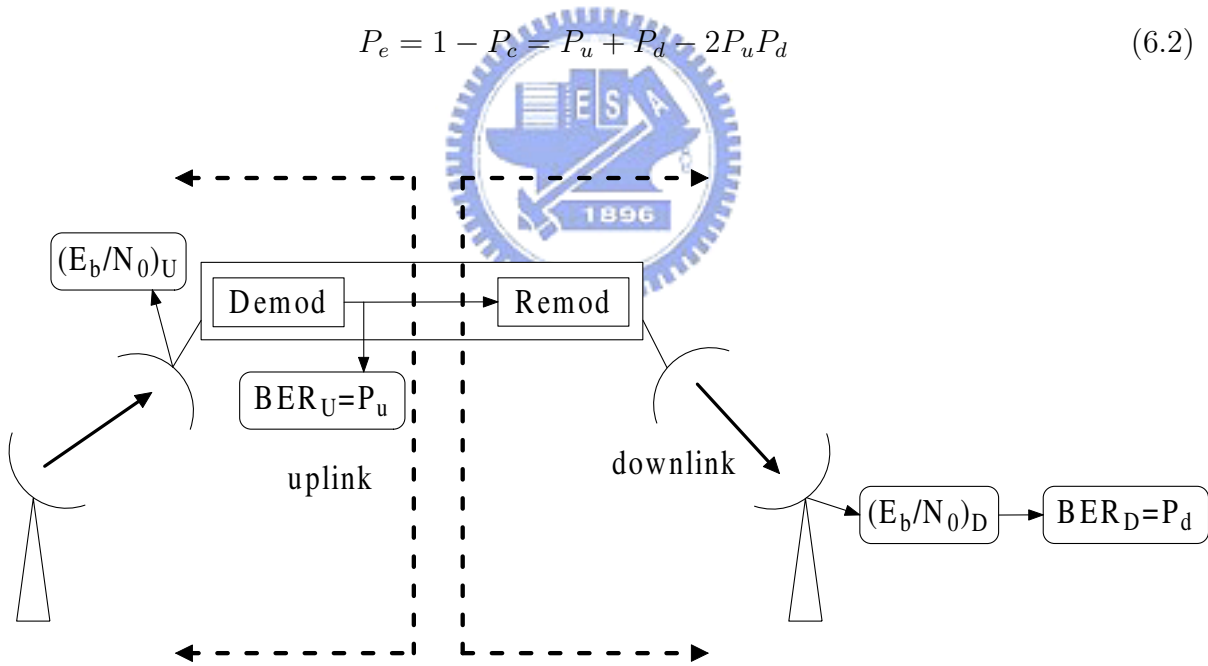 P_e = 1 − P_c = P_u + P_d − 2P_uP_d (6.2)
E S A
1896
(E_b/N_0)_U
Demod
Remod
BER_U=P_u
uplink
downlink
(E_b/N_0)_D
BER_D=P_d